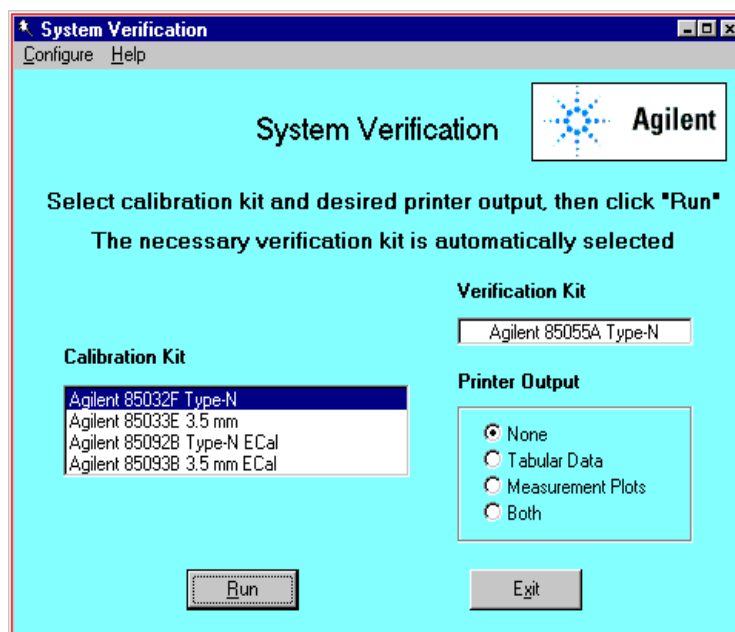 System Verification
Configure Help
System Verification
Agilent
Select calibration kit and desired printer output, then click "Run"
The necessary verification kit is automatically selected
Verification Kit
Agilent 85055A Type-N
Calibration Kit
Agilent 85032F Type-N
Agilent 85033E 3.5 mm
Agilent 85092B Type-N ECal
Agilent 85093B 3.5 mm ECal
Printer Output
None
Tabular Data
Measurement Plots
Both
Run
Exit